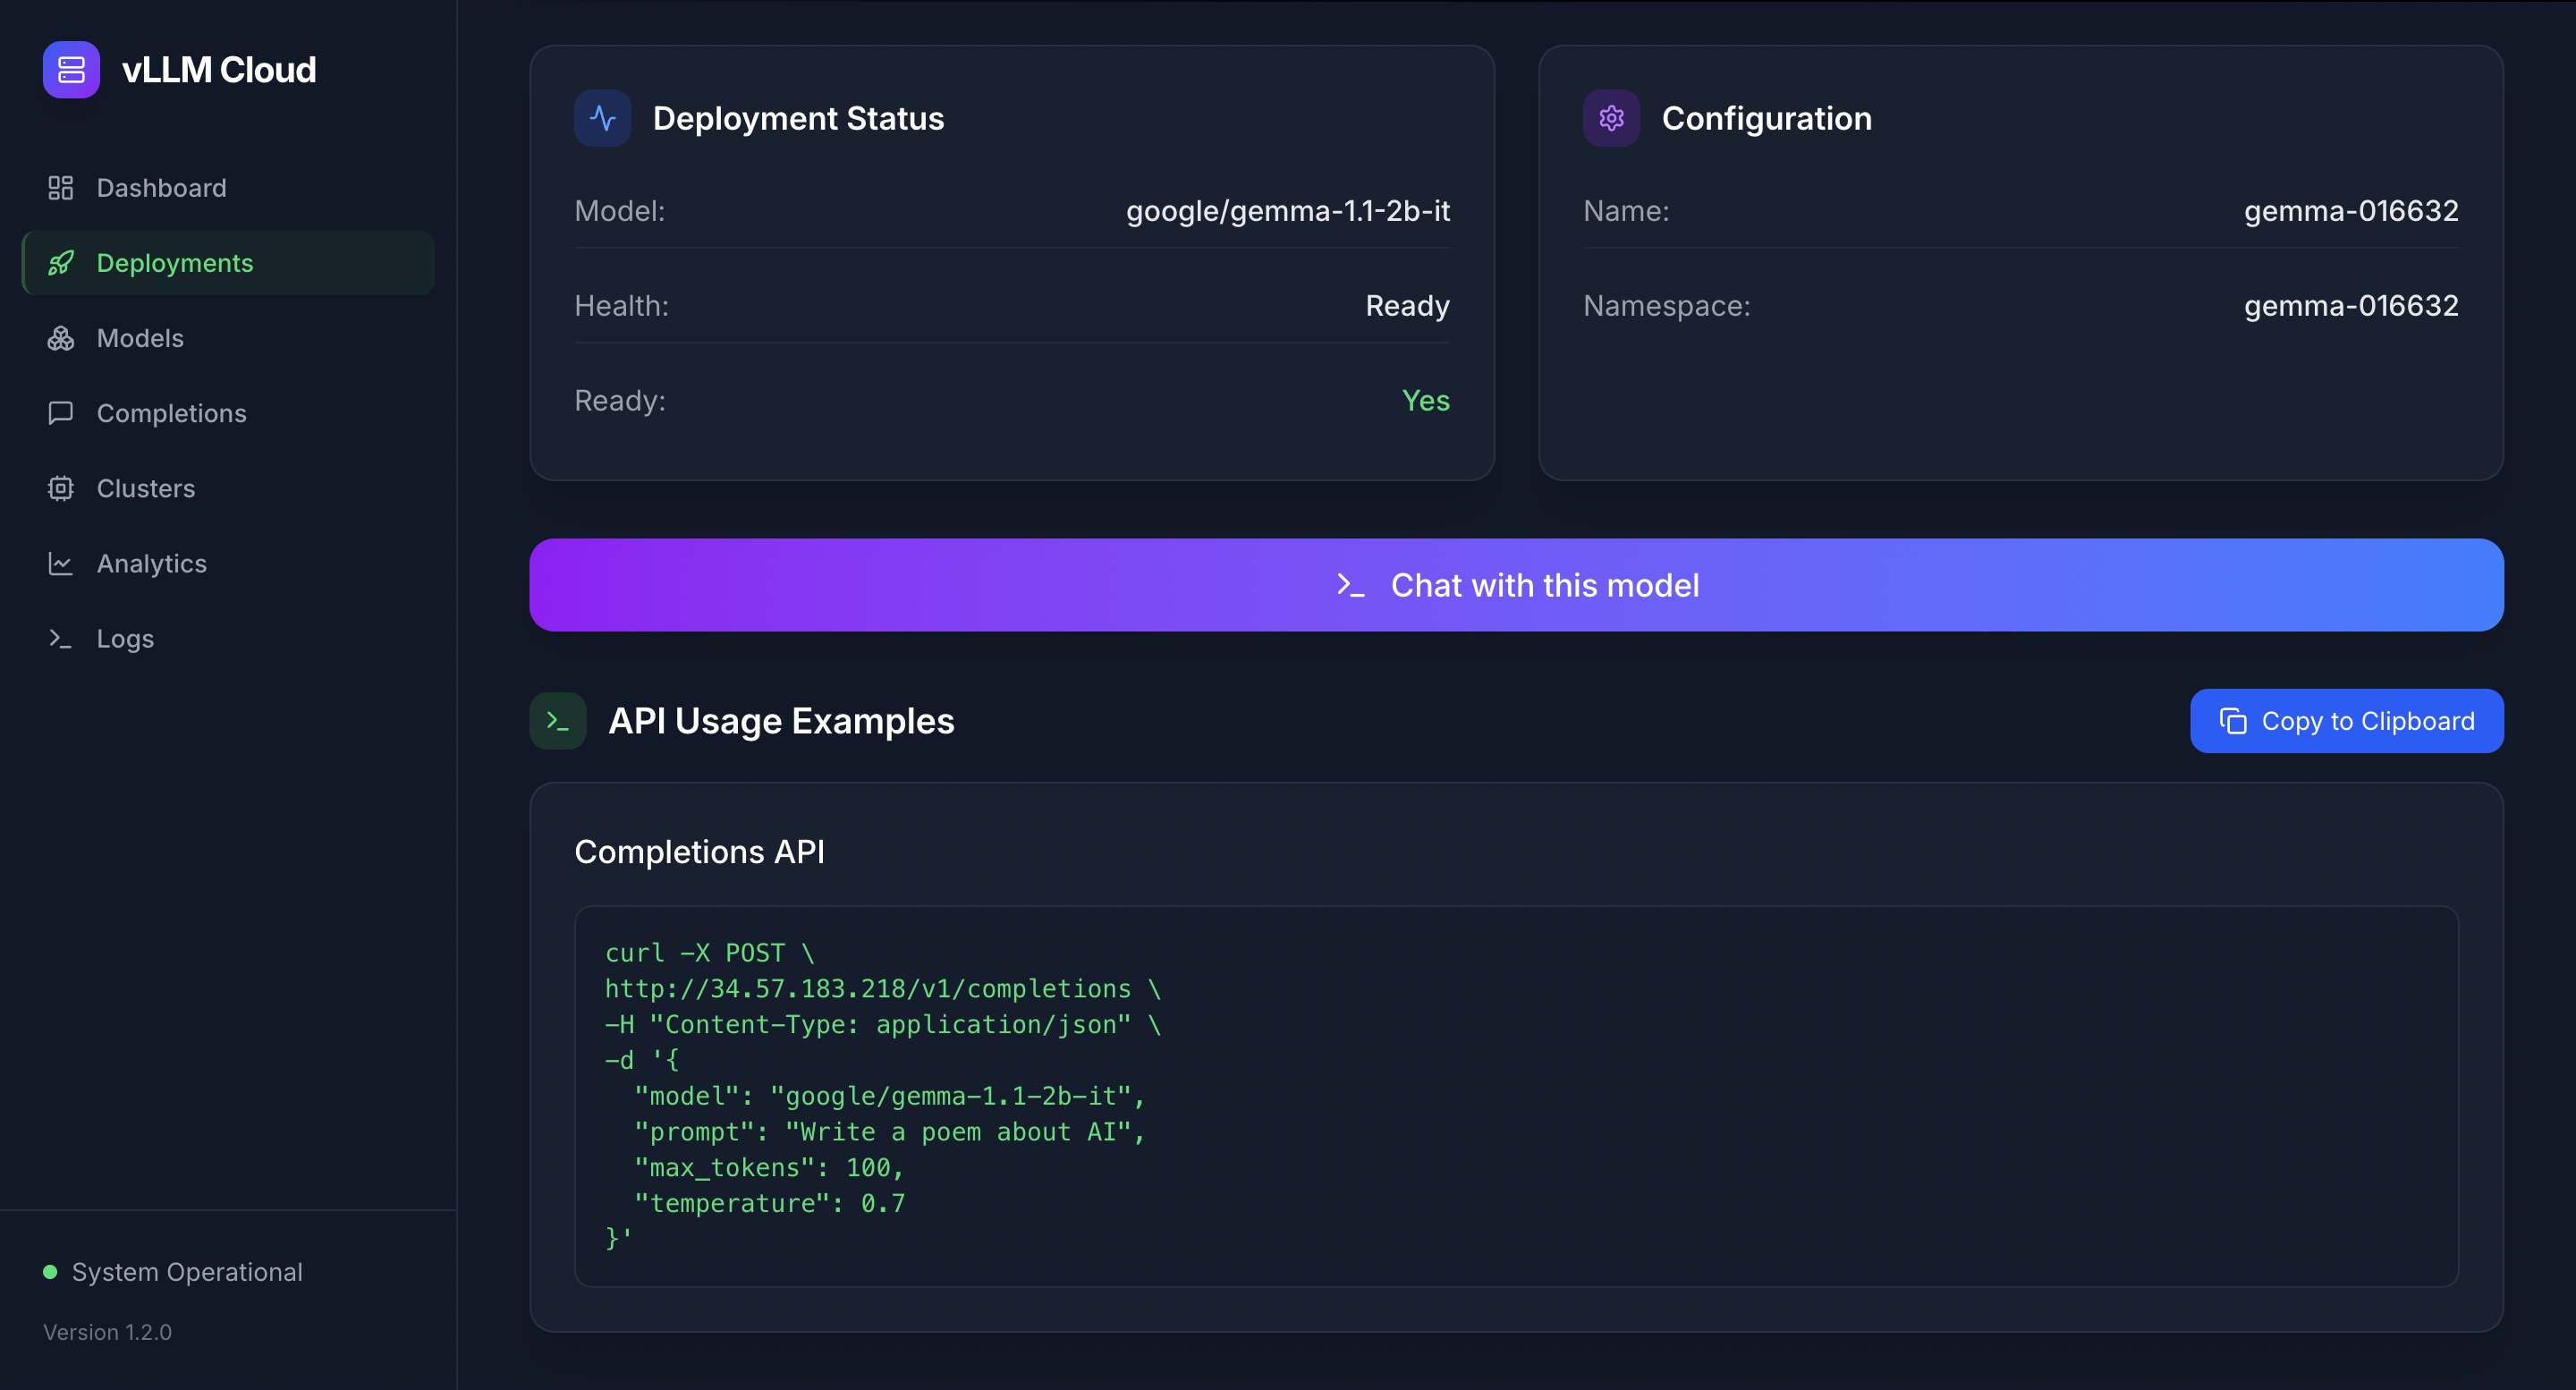 vLLM Cloud
Dashboard
Deployments
Models
Completions
Clusters
Analytics
Logs
System Operational
Version 1.2.0
Deployment Status
Model: google/gemma-1.1-2b-it
Health: Ready
Ready: Yes
Configuration
Name: gemma-016632
Namespace: gemma-016632
Chat with this model
API Usage Examples
Copy to Clipboard
Completions API
curl -X POST \
http://34.57.183.218/v1/completions \
-H "Content-Type: application/json" \
-d '{
  "model": "google/gemma-1.1-2b-it",
  "prompt": "Write a poem about AI",
  "max_tokens": 100,
  "temperature": 0.7
}'